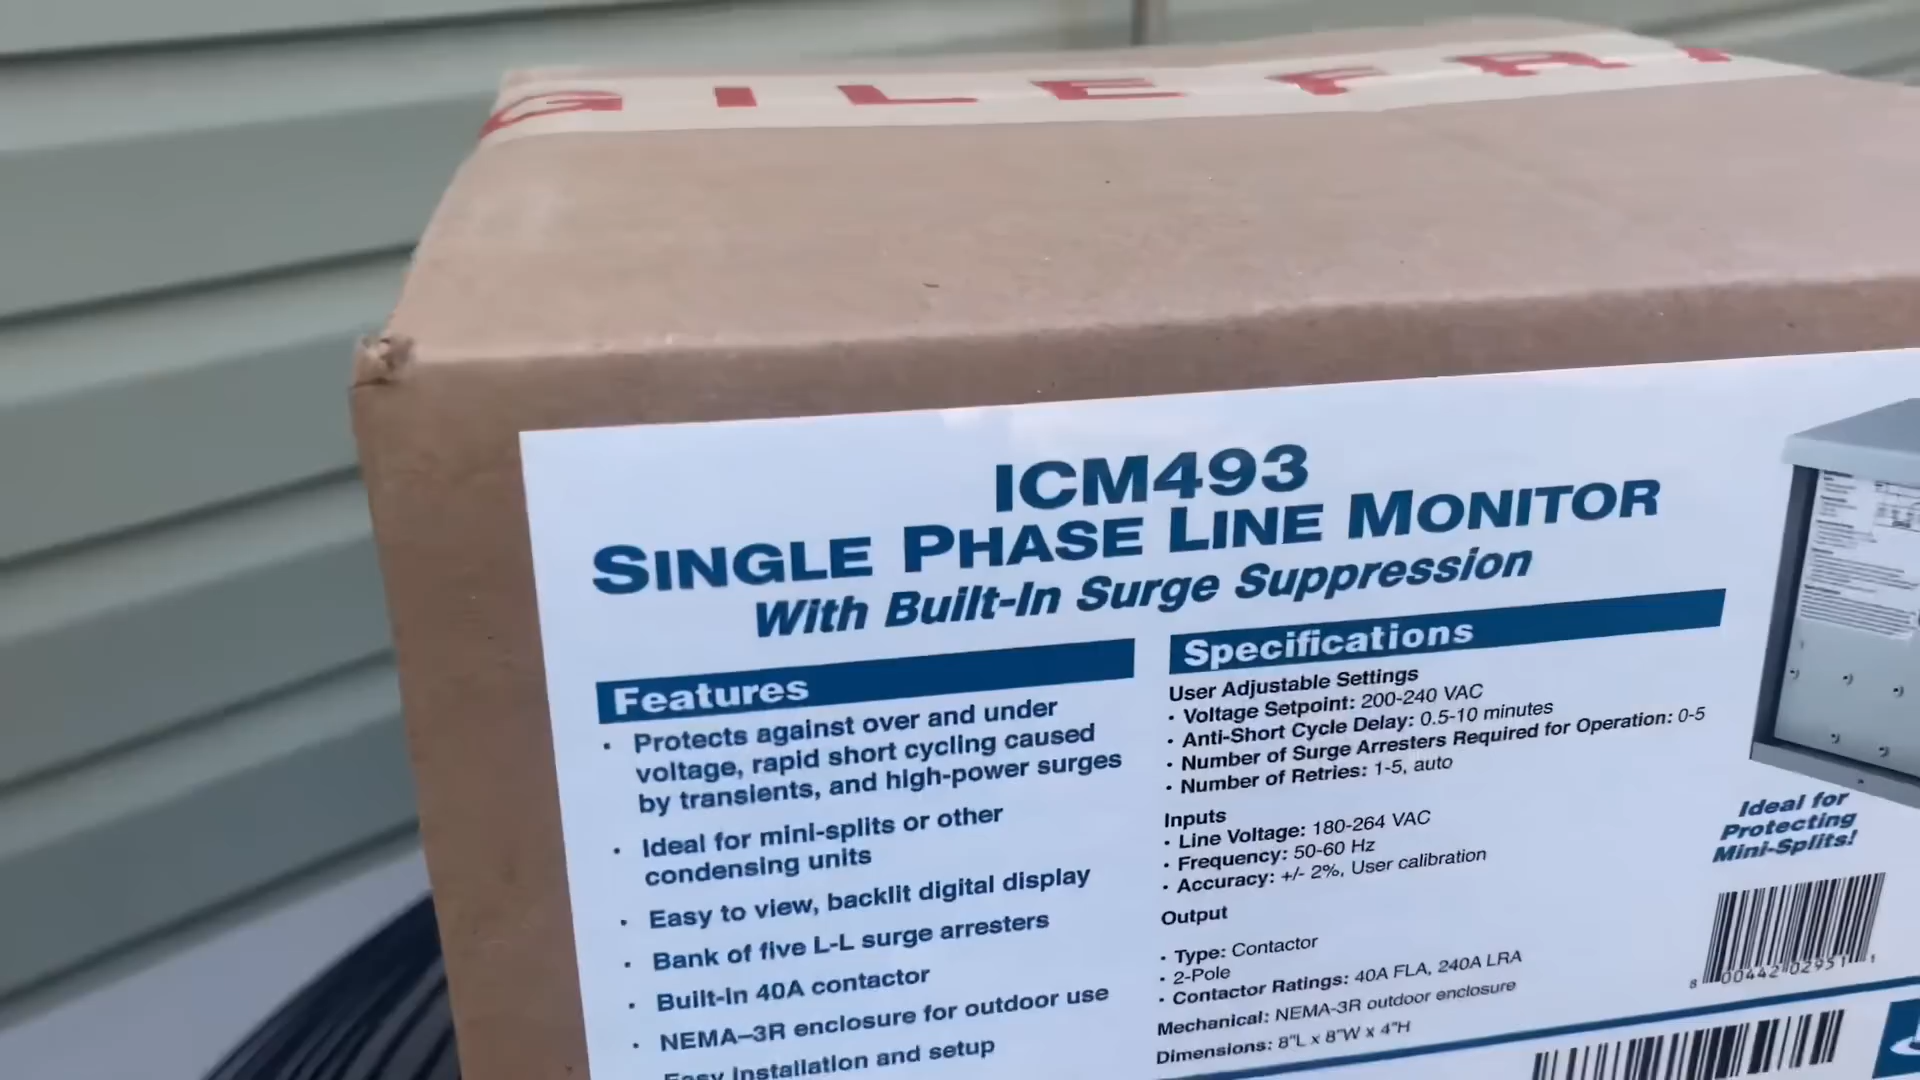 GILE FRA
ICM493
SINGLE PHASE LINE MONITOR
With Built-In Surge Suppression
Features
• Protects against over and under
voltage, rapid short cycling caused
by transients, and high-power surges
• Ideal for mini-splits or other
condensing units
• Easy to view, backlit digital display
• Bank of five L-L surge arresters
• Built-in 40A contactor
• NEMA–3R enclosure for outdoor use
Easy installation and setup
Specifications
User Adjustable Settings
• Voltage Setpoint: 200-240 VAC
• Anti-Short Cycle Delay: 0.5-10 minutes
• Number of Surge Arresters Required for Operation: 0-5
• Number of Retries: 1-5, auto
Inputs
• Line Voltage: 180-264 VAC
• Frequency: 50-60 Hz
• Accuracy: +/- 2%, User calibration
Output
• Type: Contactor
• 2-Pole
• Contactor Ratings: 40A FLA, 240A LRA
Mechanical: NEMA-3R outdoor enclosure
Dimensions: 8"L x 8"W x 4"H
Ideal for
Protecting
Mini-Splits!
8 00442 02951 1